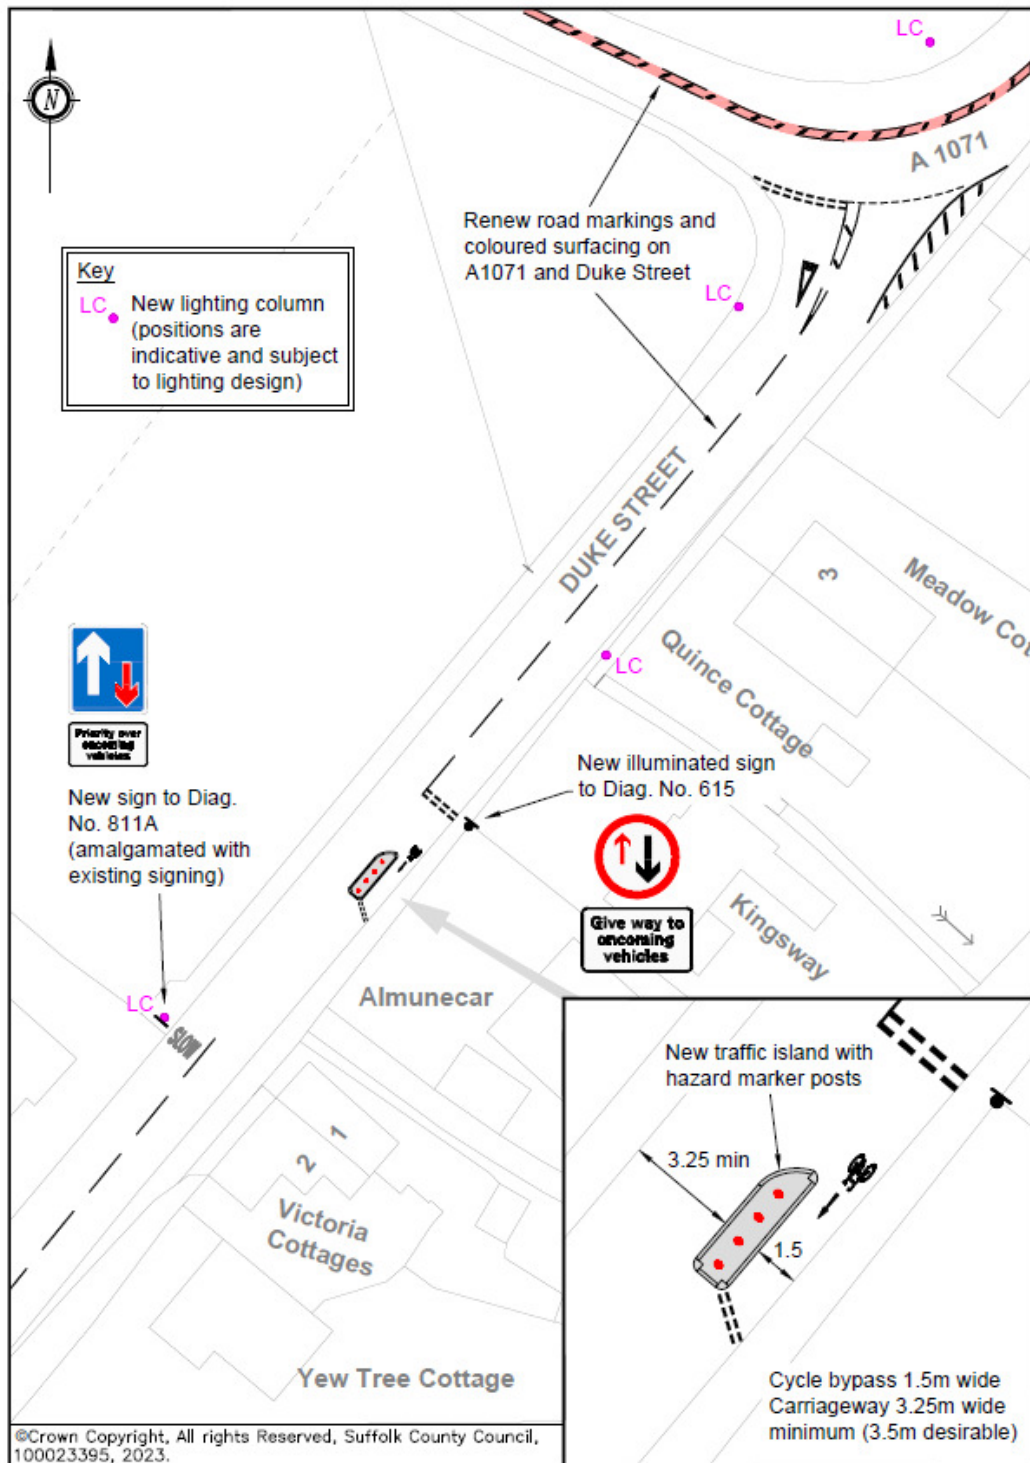 LC
N
A 1071
Renew road markings and
coloured surfacing on
A1071 and Duke Street
Key
LC New lighting column
(positions are
indicative and subject
to lighting design)
LC
DUKE STREET
3
Meadow Cot
Quince Cottage
LC
Priority over
oncoming
vehicles
New sign to Diag.
No. 811A
(amalgamated with
existing signing)
New illuminated sign
to Diag. No. 615
Give way to
oncoming
vehicles
Kingsway
Almunecar
LC
SLOW
1
2
Victoria
Cottages
Yew Tree Cottage
New traffic island with
hazard marker posts
3.25 min
1.5
Cycle bypass 1.5m wide
Carriageway 3.25m wide
minimum (3.5m desirable)
©Crown Copyright, All rights Reserved, Suffolk County Council,
100023395, 2023.